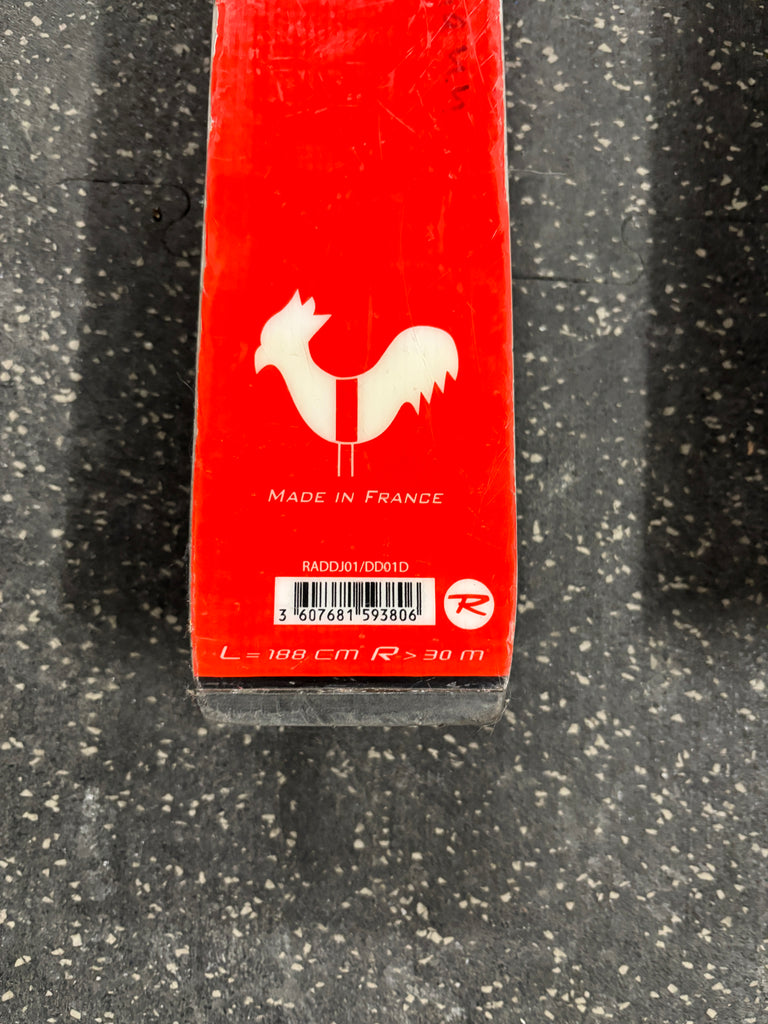 MADE IN FRANCE
RADDJ01/DD01D
3 607681 593806
R
L = 188 cm R > 30 m